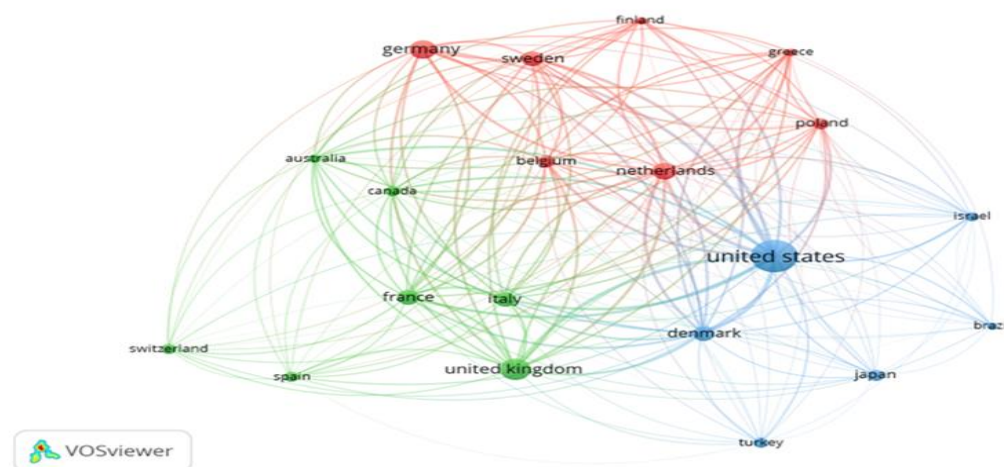 finland
germany
sweden
greece
poland
australia
belgium
netherlands
canada
israel
united states
france
italy
braz
denmark
switzerland
united kingdom
spain
japan
turkey
VOSviewer